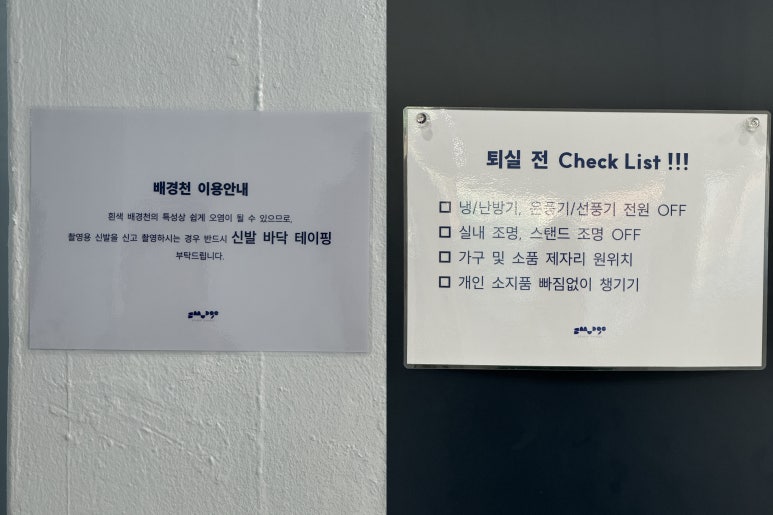 배경천 이용안내
흰색 배경천의 특성상 쉽게 오염이 될 수 있으므로,
촬영용 신발을 신고 촬영하시는 경우 반드시 신발 바닥 테이핑
부탁드립니다.
퇴실 전 Check List !!!
냉/난방기, 온풍기/선풍기 전원 OFF
실내 조명, 스탠드 조명 OFF
가구 및 소품 제자리 원위치
개인 소지품 빠짐없이 챙기기